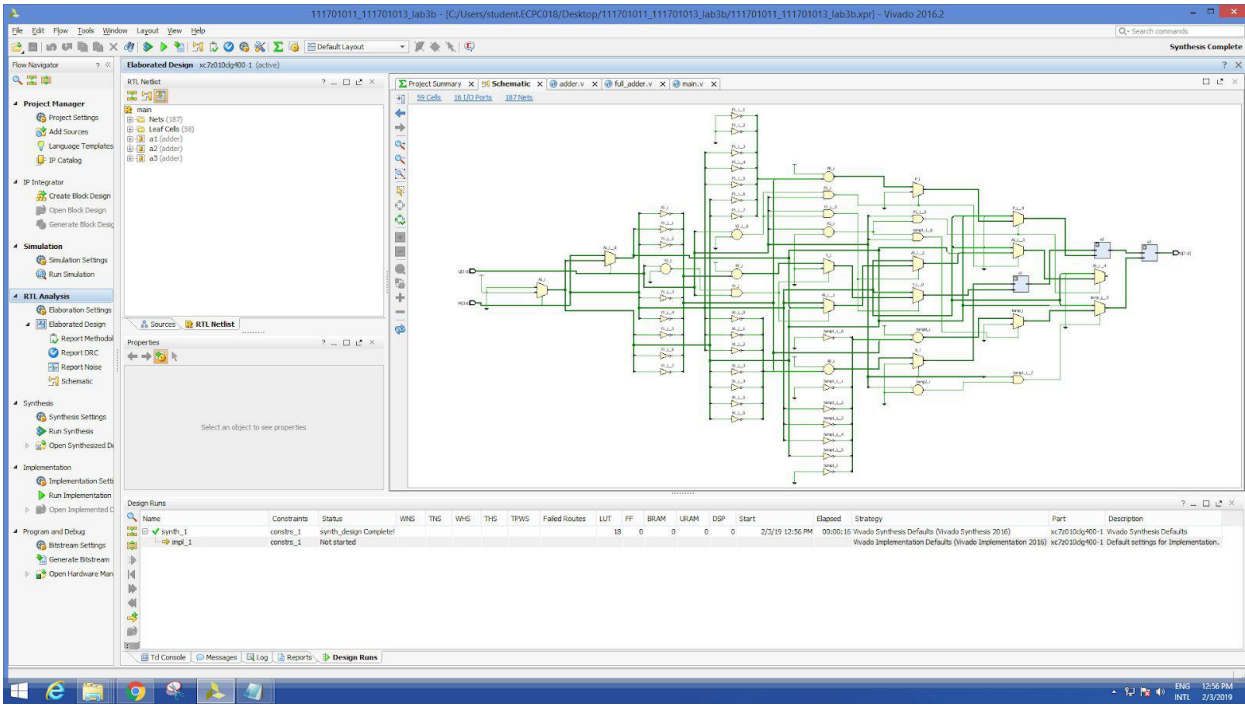 111701011_111701013_lab3b - [C:/Users/student.ECPC018/Desktop/111701011_111701013_lab3b/111701011_111701013_lab3b.xpr] - Vivado 2016.2
File Edit Flow Tools Window Layout View Help
Search commands
Default Layout
Synthesis Complete
Flow Navigator
Project Manager
Project Settings
Add Sources
Language Templates
IP Catalog
IP Integrator
Create Block Design
Open Block Design
Generate Block Desig
Simulation
Simulation Settings
Run Simulation
RTL Analysis
Elaboration Settings
Elaborated Design
Report Methodol
Report DRC
Report Noise
Schematic
Synthesis
Synthesis Settings
Run Synthesis
Open Synthesized De
Implementation
Implementation Setti
Run Implementation
Open Implemented D
Program and Debug
Bitstream Settings
Generate Bitstream
Open Hardware Man
Elaborated Design - xc7z010clg400-1 (active)
RTL Netlist
main
Nets (187)
Leaf Cells (58)
a1 (adder)
a2 (adder)
a3 (adder)
Sources RTL Netlist
Properties
Select an object to see properties
Project Summary Schematic adder.v full_adder.v main.v
59 Cells 16 I/O Ports 187 Nets
Design Runs
Name Constraints Status WNS TNS WHS THS TPWS Failed Routes LUT FF BRAM URAM DSP Start Elapsed Strategy Part Description
synth_1 constrs_1 synth_design Complete! 18 0 0 0 0 2/3/19 12:56 PM 00:00:16 Vivado Synthesis Defaults (Vivado Synthesis 2016) xc7z010clg400-1 Vivado Synthesis Defaults
impl_1 constrs_1 Not started Vivado Implementation Defaults (Vivado Implementation 2016) xc7z010clg400-1 Default settings for Implementation.
Tcl Console Messages Log Reports Design Runs
ENG 12:56 PM
INTL 2/3/2019